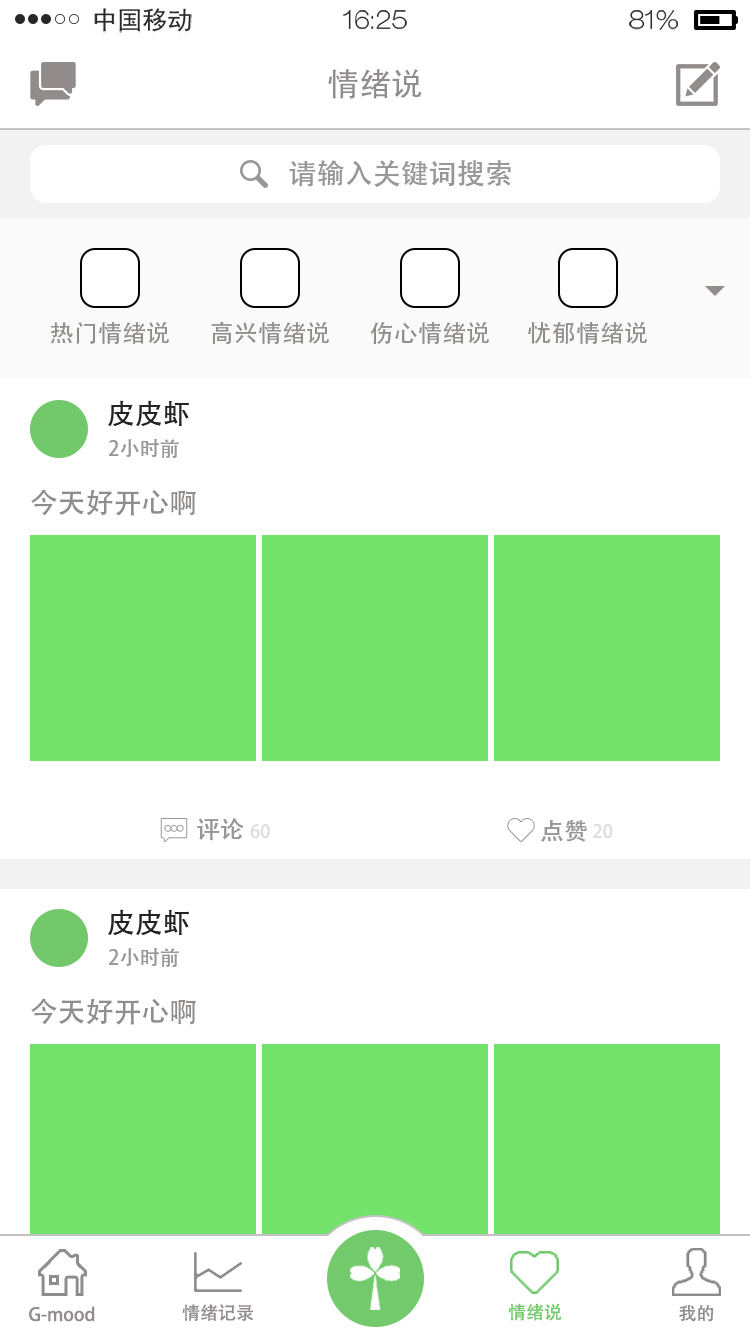 中国移动 16:25 81%
情绪说
请输入关键词搜索
热门情绪说 高兴情绪说 伤心情绪说 忧郁情绪说
皮皮虾
2小时前
今天好开心啊
评论 60 点赞 20
皮皮虾
2小时前
今天好开心啊
G-mood 情绪记录 情绪说 我的